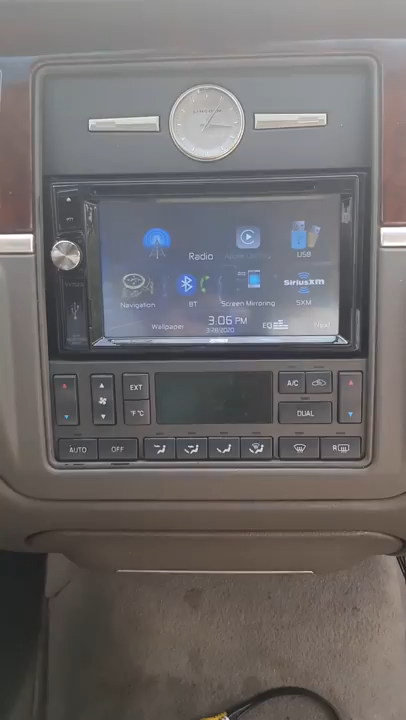 Radio
USB
Navigation
BT
Screen Mirroring
SiriusXM
SXM
Wallpaper
3:06 PM
EQ
EXT
°F°C
A/C
DUAL
AUTO
OFF
R